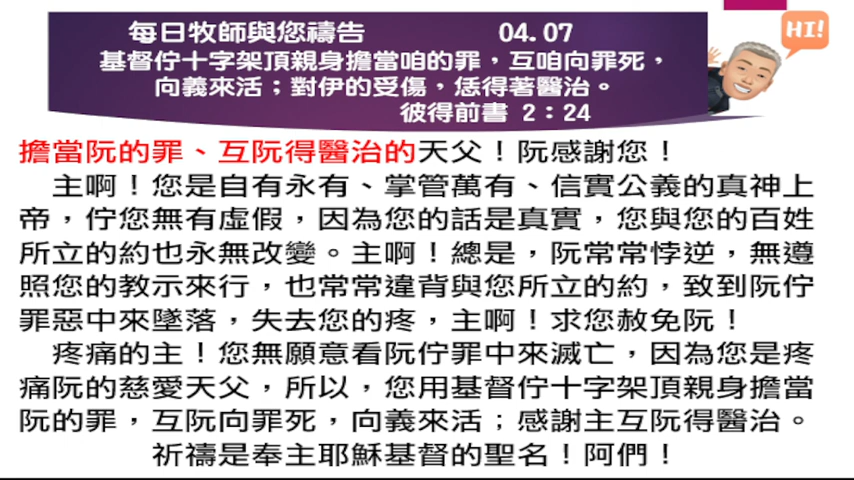 每日牧師與您禱告 04.07
HI!
基督佇十字架頂親身擔當咱的罪，互咱向罪死，
向義來活；對伊的受傷，恁得著醫治。
彼得前書 2：24
擔當阮的罪、互阮得醫治的天父！阮感謝您！
主啊！您是自有永有、掌管萬有、信實公義的真神上
帝，佇您無有虛假，因為您的話是真實，您與您的百姓
所立的約也永無改變。主啊！總是，阮常常悖逆，無遵
照您的教示來行，也常常違背與您所立的約，致到阮佇
罪惡中來墜落，失去您的疼，主啊！求您赦免阮！
疼痛的主！您無願意看阮佇罪中來滅亡，因為您是疼
痛阮的慈愛天父，所以，您用基督佇十字架頂親身擔當
阮的罪，互阮向罪死，向義來活；感謝主互阮得醫治。
祈禱是奉主耶穌基督的聖名！阿們！